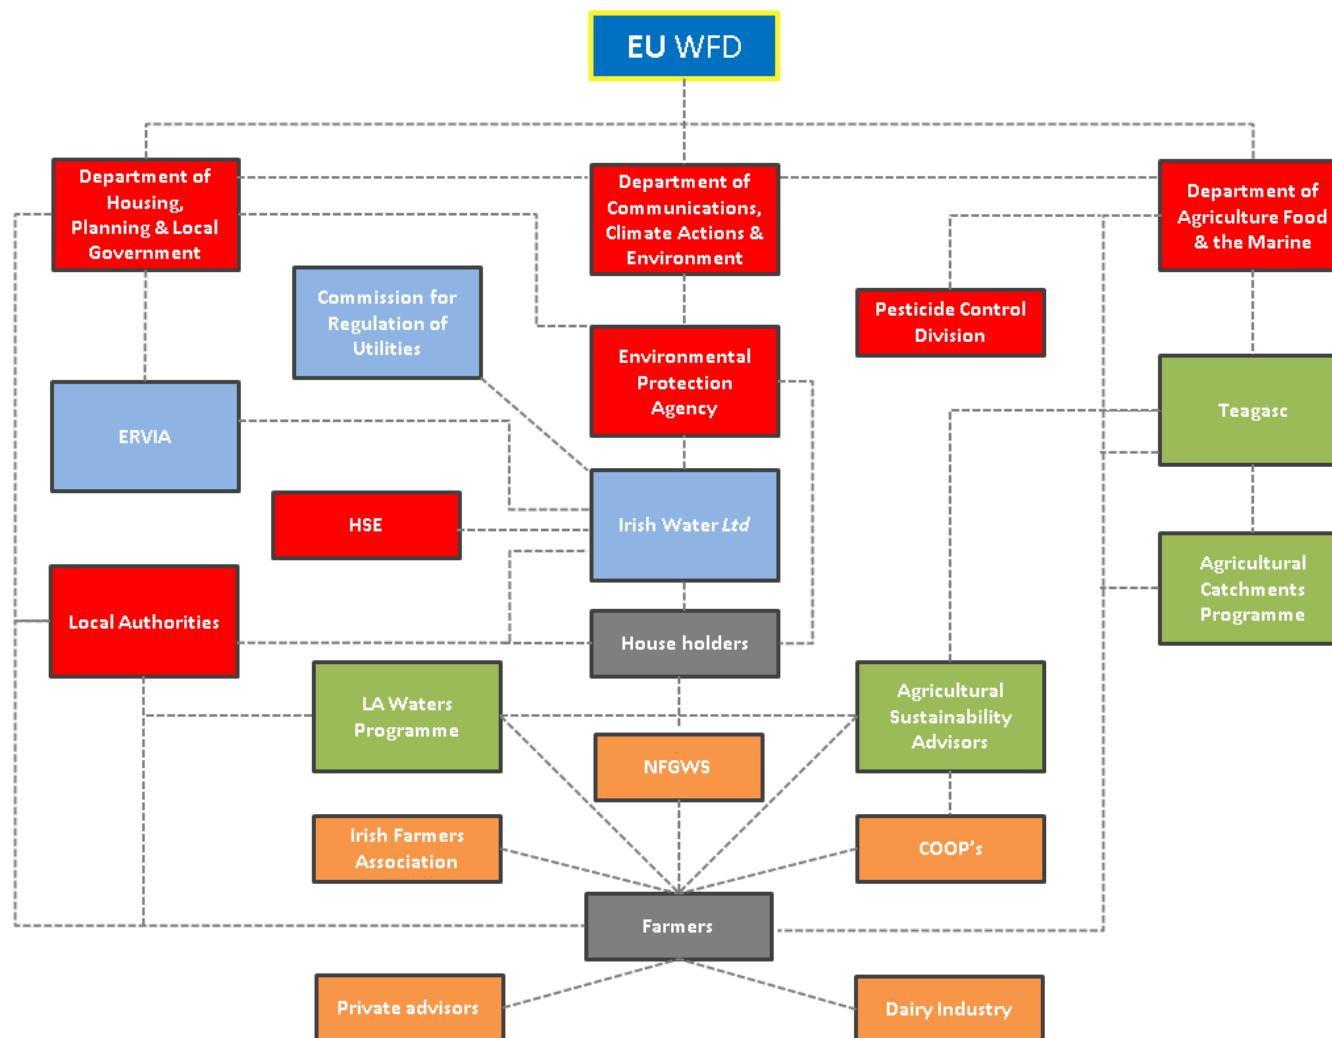 EU WFD
Department of
Housing,
Planning & Local
Government
Department of
Communications,
Climate Actions &
Environment
Department of
Agriculture Food
& the Marine
Commission for
Regulation of
Utilities
Pesticide Control
Division
Environmental
Protection
Agency
ERVIA
Teagasc
HSE
Irish Water Ltd
Agricultural
Catchments
Programme
Local Authorities
House holders
LA Waters
Programme
Agricultural
Sustainability
Advisors
NFGWS
Irish Farmers
Association
COOP's
Farmers
Private advisors
Dairy Industry